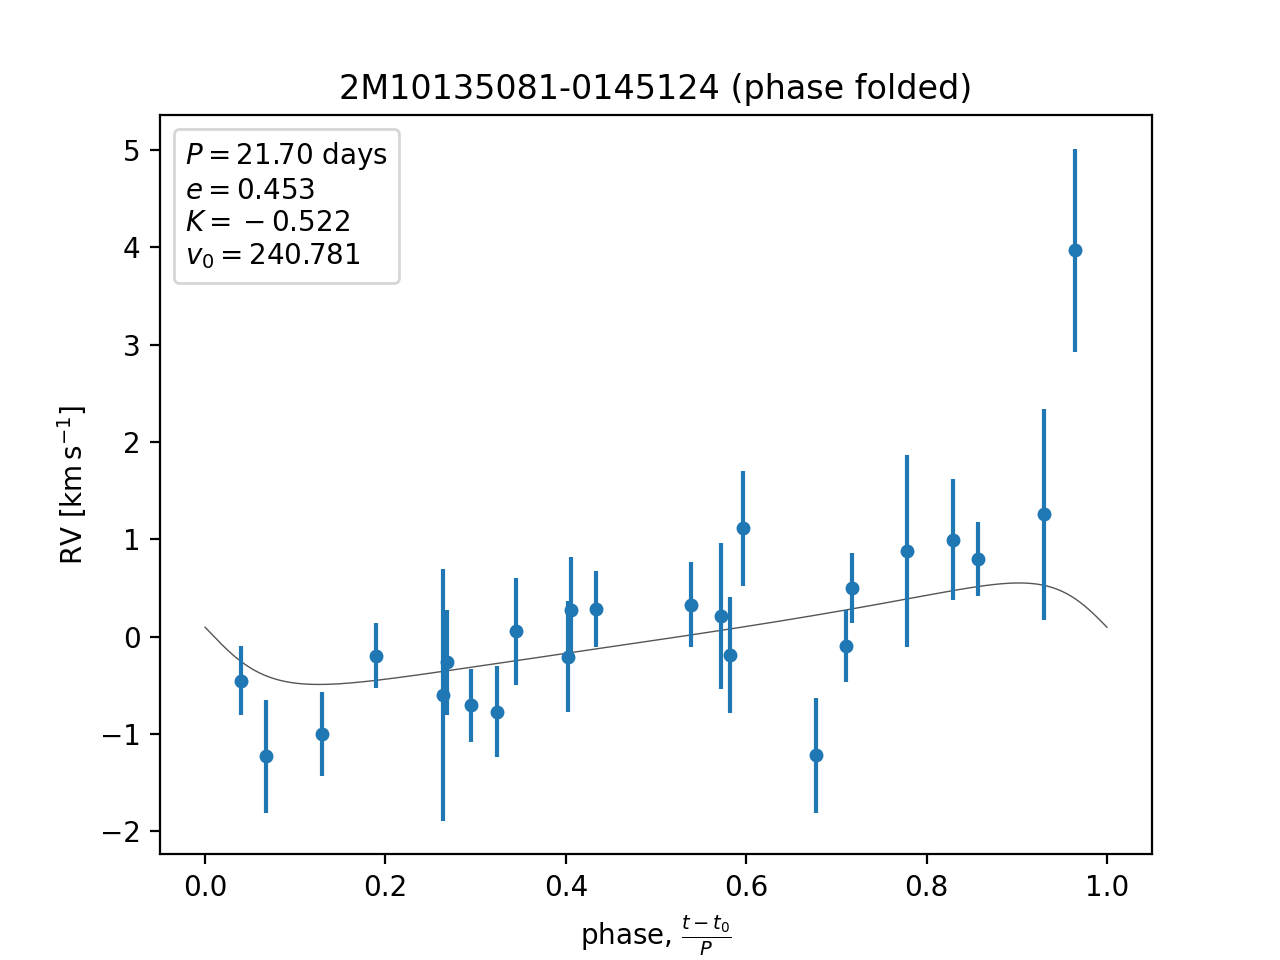 2M10135081-0145124 (phase folded)
P = 21.70 days
e = 0.453
K = −0.522
v₀ = 240.781
5
4
3
2
1
0
−1
−2
RV [km s⁻¹]
0.0 0.2 0.4 0.6 0.8 1.0
phase, (t − t₀)/P